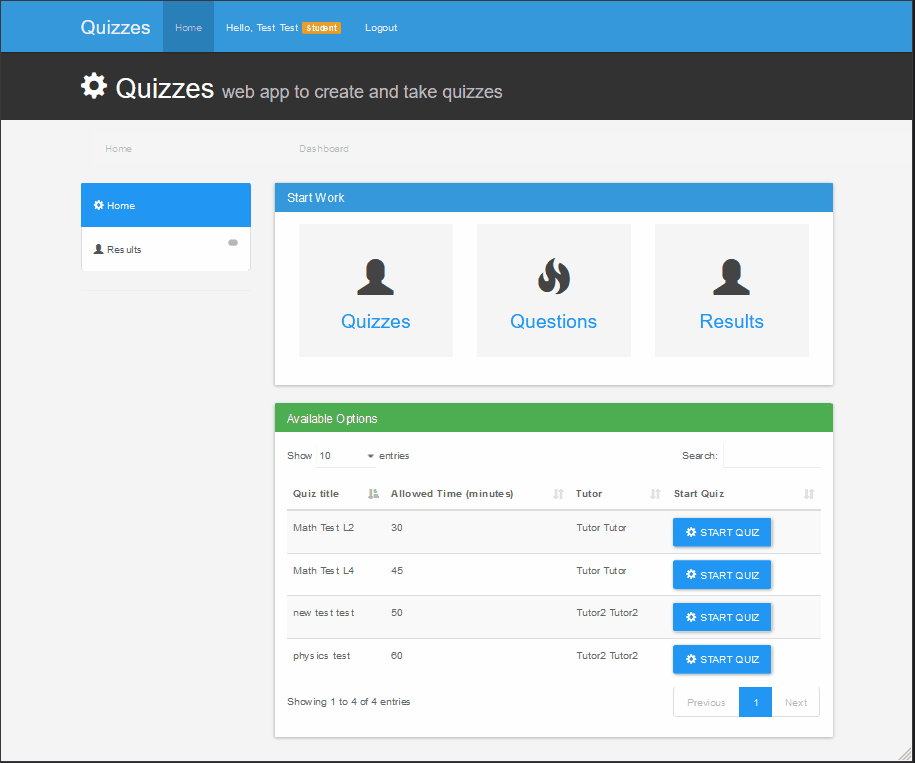 Quizzes Home Hello, Test Test Student Logout
Quizzes web app to create and take quizzes
Home Dashboard
Home
Results
Start Work
Quizzes Questions Results
Available Options
Show 10 entries Search:
Quiz title Allowed Time (minutes) Tutor Start Quiz
Math Test L2 30 Tutor Tutor START QUIZ
Math Test L4 45 Tutor Tutor START QUIZ
new test test 50 Tutor2 Tutor2 START QUIZ
physics test 60 Tutor2 Tutor2 START QUIZ
Showing 1 to 4 of 4 entries Previous 1 Next